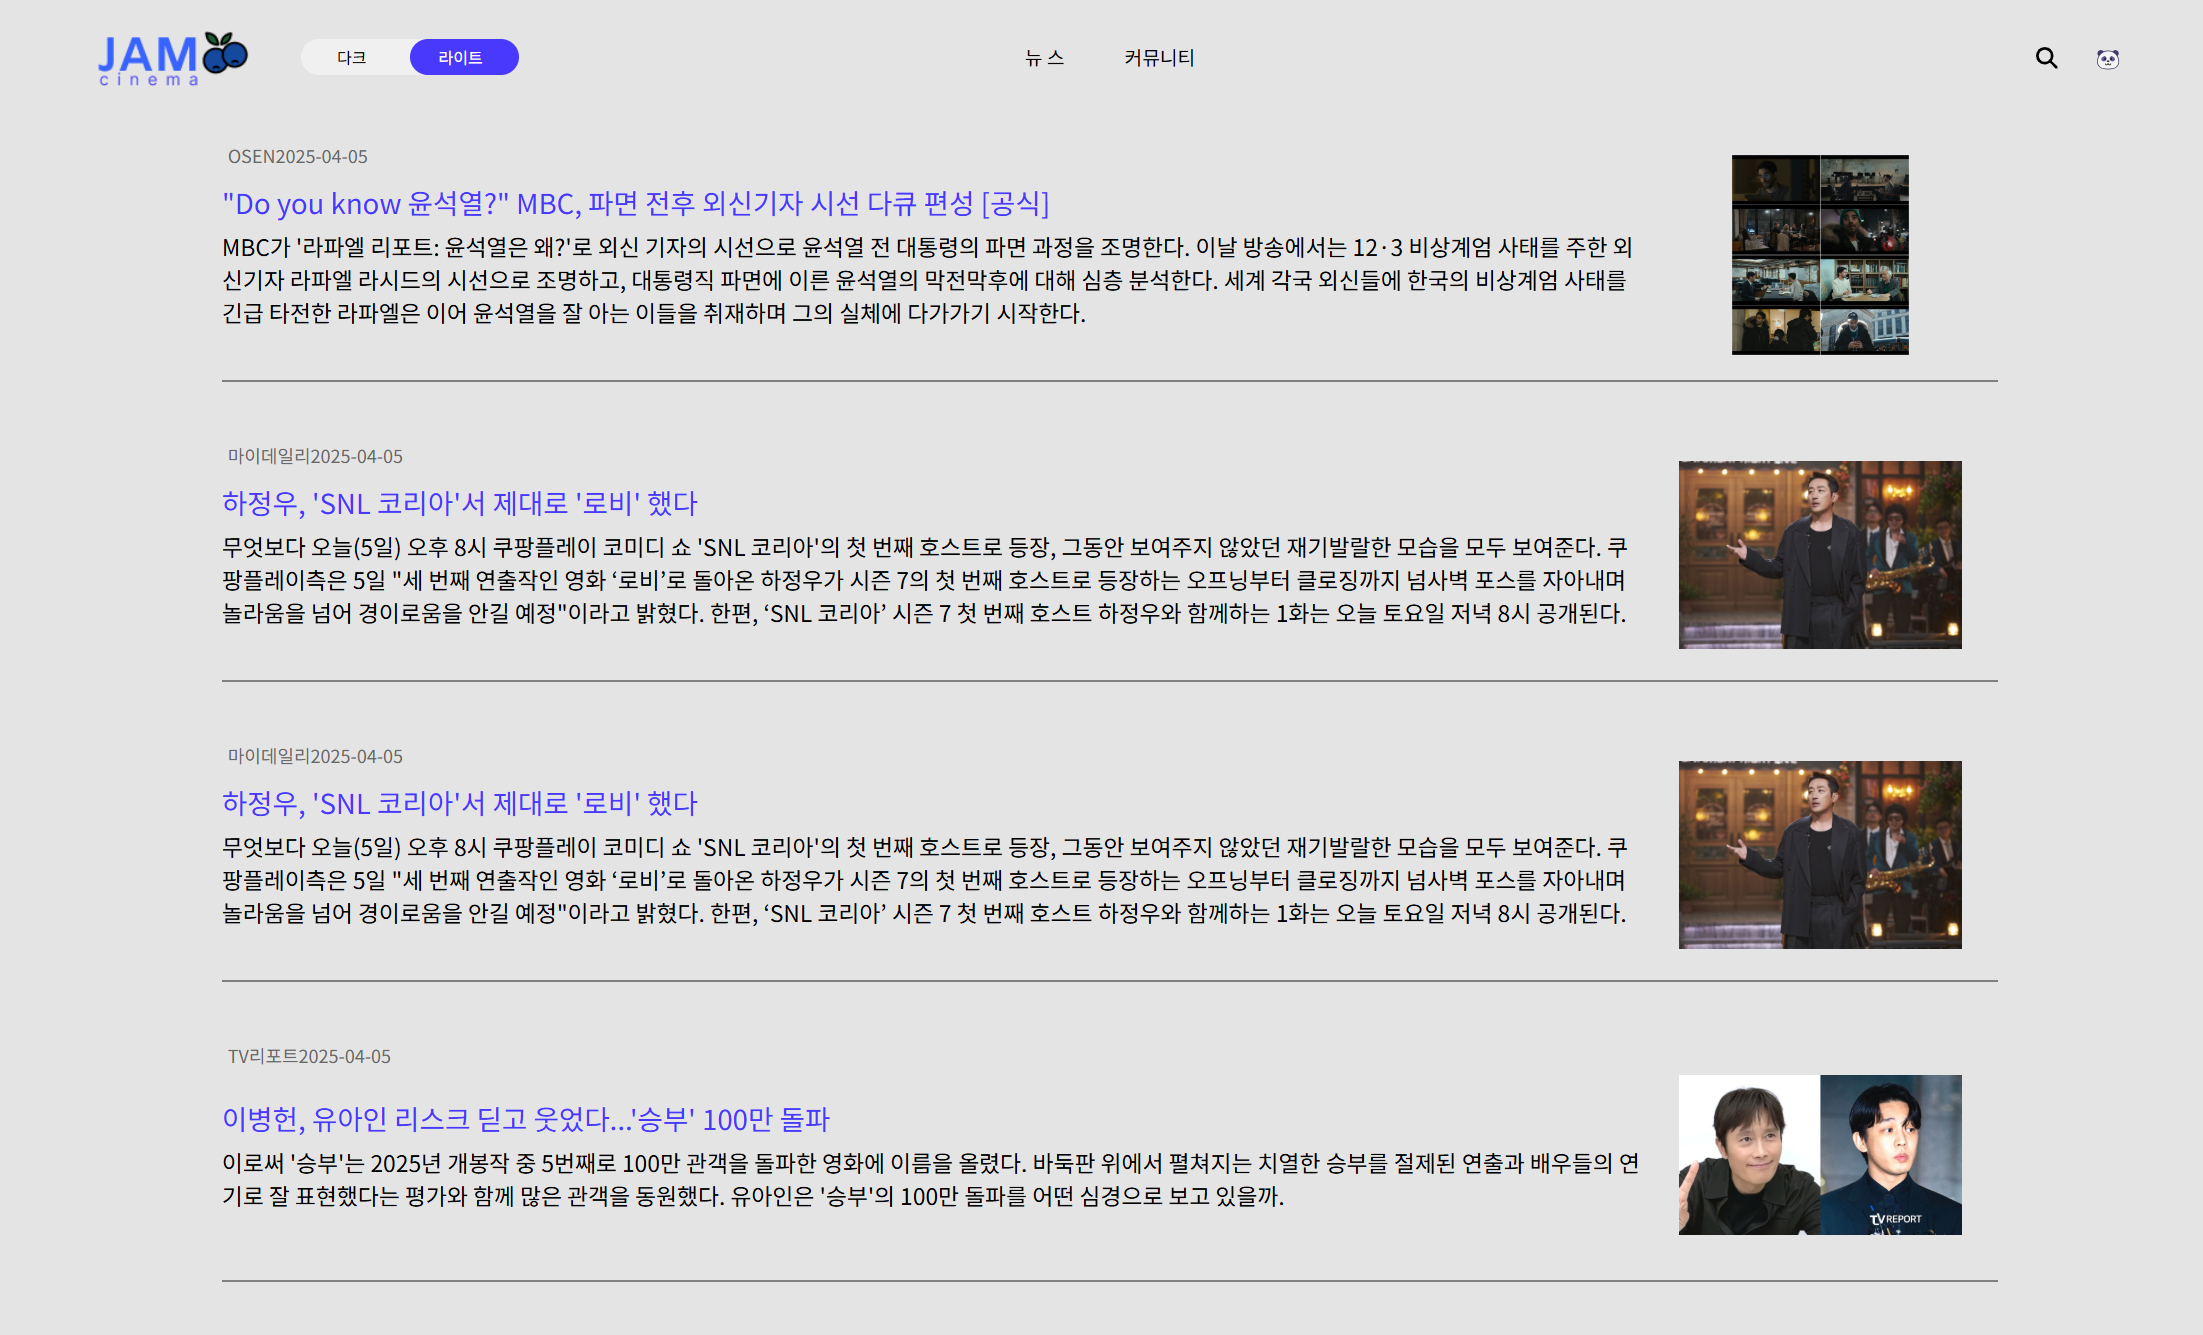 JAM
cinema
다크
라이트
뉴 스
커뮤니티
OSEN2025-04-05
"Do you know 윤석열?" MBC, 파면 전후 외신기자 시선 다큐 편성 [공식]
MBC가 '라파엘 리포트: 윤석열은 왜?'로 외신 기자의 시선으로 윤석열 전 대통령의 파면 과정을 조명한다. 이날 방송에서는 12·3 비상계엄 사태를 주한 외
신기자 라파엘 라시드의 시선으로 조명하고, 대통령직 파면에 이른 윤석열의 막전막후에 대해 심층 분석한다. 세계 각국 외신들에 한국의 비상계엄 사태를
긴급 타전한 라파엘은 이어 윤석열을 잘 아는 이들을 취재하며 그의 실체에 다가가기 시작한다.
마이데일리2025-04-05
하정우, 'SNL 코리아'서 제대로 '로비' 했다
무엇보다 오늘(5일) 오후 8시 쿠팡플레이 코미디 쇼 'SNL 코리아'의 첫 번째 호스트로 등장, 그동안 보여주지 않았던 재기발랄한 모습을 모두 보여준다. 쿠
팡플레이측은 5일 "세 번째 연출작인 영화 ‘로비’로 돌아온 하정우가 시즌 7의 첫 번째 호스트로 등장하는 오프닝부터 클로징까지 넘사벽 포스를 자아내며
놀라움을 넘어 경이로움을 안길 예정"이라고 밝혔다. 한편, ‘SNL 코리아’ 시즌 7 첫 번째 호스트 하정우와 함께하는 1화는 오늘 토요일 저녁 8시 공개된다.
마이데일리2025-04-05
하정우, 'SNL 코리아'서 제대로 '로비' 했다
무엇보다 오늘(5일) 오후 8시 쿠팡플레이 코미디 쇼 'SNL 코리아'의 첫 번째 호스트로 등장, 그동안 보여주지 않았던 재기발랄한 모습을 모두 보여준다. 쿠
팡플레이측은 5일 "세 번째 연출작인 영화 ‘로비’로 돌아온 하정우가 시즌 7의 첫 번째 호스트로 등장하는 오프닝부터 클로징까지 넘사벽 포스를 자아내며
놀라움을 넘어 경이로움을 안길 예정"이라고 밝혔다. 한편, ‘SNL 코리아’ 시즌 7 첫 번째 호스트 하정우와 함께하는 1화는 오늘 토요일 저녁 8시 공개된다.
TV리포트2025-04-05
이병헌, 유아인 리스크 딛고 웃었다...'승부' 100만 돌파
이로써 '승부'는 2025년 개봉작 중 5번째로 100만 관객을 돌파한 영화에 이름을 올렸다. 바둑판 위에서 펼쳐지는 치열한 승부를 절제된 연출과 배우들의 연
기로 잘 표현했다는 평가와 함께 많은 관객을 동원했다. 유아인은 '승부'의 100만 돌파를 어떤 심경으로 보고 있을까.
TV REPORT